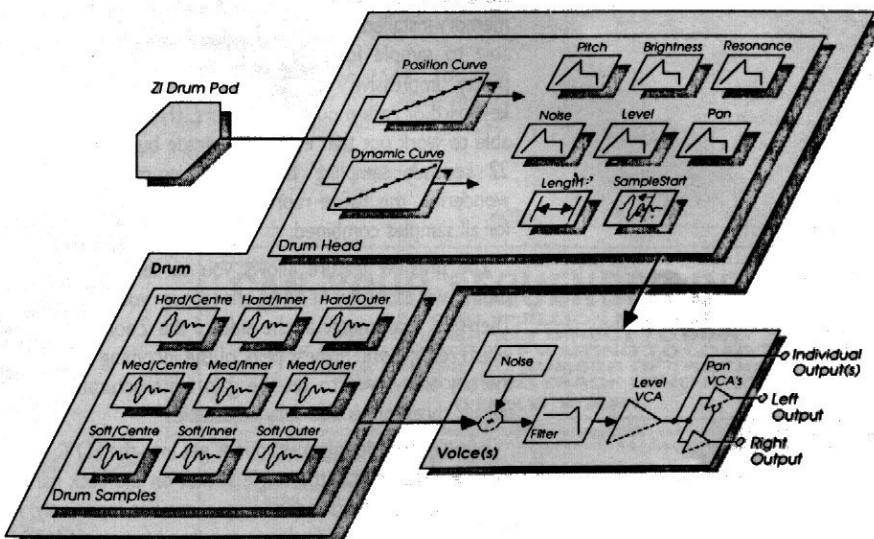 Pitch Brightness Resonance
Position Curve
ZI Drum Pad
Noise Level Pan
Dynamic Curve
Length SampleStart
Drum Head
Drum
Hard/Centre Hard/Inner Hard/Outer
Med/Centre Med/Inner Med/Outer
Soft/Centre Soft/Inner Soft/Outer
Drum Samples
Noise
Filter
Level
VCA
Pan
VCA's
Voice(s)
Individual
Output(s)
Left
Output
Right
Output